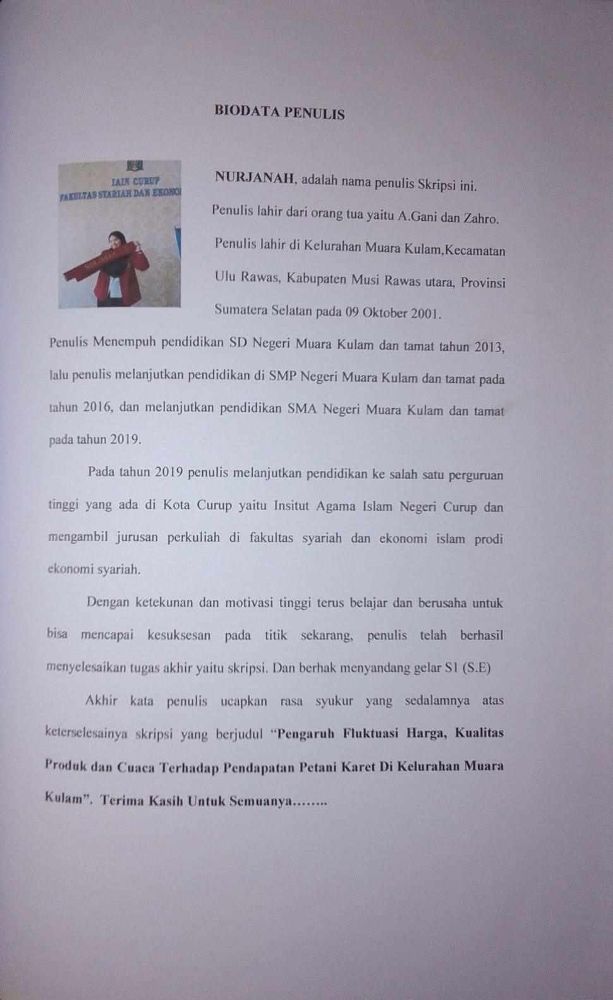 BIODATA PENULIS
IAIN CURUP
FAKULTAS SYARIAH DAN EKONO
NURJANAH
NURJANAH, adalah nama penulis Skripsi ini.
Penulis lahir dari orang tua yaitu A.Gani dan Zahro.
Penulis lahir di Kelurahan Muara Kulam,Kecamatan
Ulu Rawas, Kabupaten Musi Rawas utara, Provinsi
Sumatera Selatan pada 09 Oktober 2001.
Penulis Menempuh pendidikan SD Negeri Muara Kulam dan tamat tahun 2013,
lalu penulis melanjutkan pendidikan di SMP Negeri Muara Kulam dan tamat pada
tahun 2016, dan melanjutkan pendidikan SMA Negeri Muara Kulam dan tamat
pada tahun 2019.
Pada tahun 2019 penulis melanjutkan pendidikan ke salah satu perguruan
tinggi yang ada di Kota Curup yaitu Insitut Agama Islam Negeri Curup dan
mengambil jurusan perkuliah di fakultas syariah dan ekonomi islam prodi
ekonomi syariah.
Dengan ketekunan dan motivasi tinggi terus belajar dan berusaha untuk
bisa mencapai kesuksesan pada titik sekarang, penulis telah berhasil
menyelesaikan tugas akhir yaitu skripsi. Dan berhak menyandang gelar S1 (S.E)
Akhir kata penulis ucapkan rasa syukur yang sedalamnya atas
keterselesainya skripsi yang berjudul “Pengaruh Fluktuasi Harga, Kualitas
Produk dan Cuaca Terhadap Pendapatan Petani Karet Di Kelurahan Muara
Kulam”. Terima Kasih Untuk Semuanya........